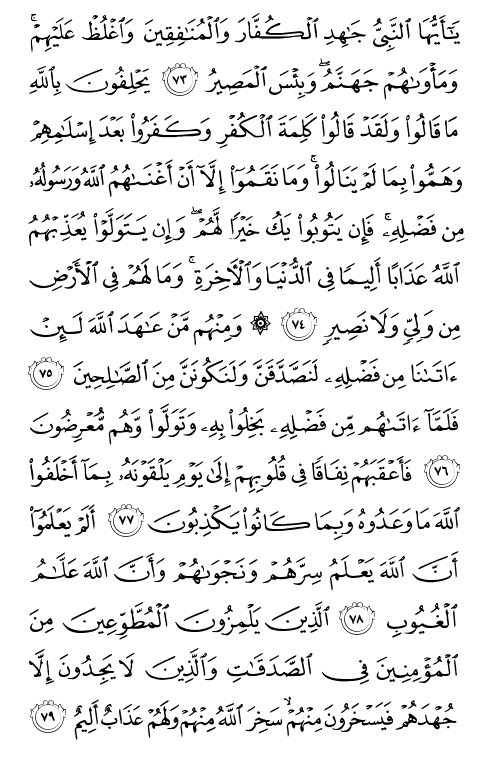 يَـٰٓأَيُّهَا ٱلنَّبِىُّ جَـٰهِدِ ٱلْكُفَّارَ وَٱلْمُنَـٰفِقِينَ وَٱغْلُظْ عَلَيْهِمْ ۚ
وَمَأْوَىٰهُمْ جَهَنَّمُ ۖ وَبِئْسَ ٱلْمَصِيرُ ٧٣ يَحْلِفُونَ بِٱللَّهِ
مَا قَالُوا۟ وَلَقَدْ قَالُوا۟ كَلِمَةَ ٱلْكُفْرِ وَكَفَرُوا۟ بَعْدَ إِسْلَـٰمِهِمْ
وَهَمُّوا۟ بِمَا لَمْ يَنَالُوا۟ ۚ وَمَا نَقَمُوٓا۟ إِلَّآ أَنْ أَغْنَىٰهُمُ ٱللَّهُ وَرَسُولُهُۥ
مِن فَضْلِهِۦ ۚ فَإِن يَتُوبُوا۟ يَكُ خَيْرًا لَّهُمْ ۖ وَإِن يَتَوَلَّوْا۟ يُعَذِّبْهُمُ
ٱللَّهُ عَذَابًا أَلِيمًا فِى ٱلدُّنْيَا وَٱلْـَٔاخِرَةِ ۚ وَمَا لَهُمْ فِى ٱلْأَرْضِ
مِن وَلِىٍّ وَلَا نَصِيرٍ ٧٤ ۞ وَمِنْهُم مَّنْ عَـٰهَدَ ٱللَّهَ لَئِنْ
ءَاتَىٰنَا مِن فَضْلِهِۦ لَنَصَّدَّقَنَّ وَلَنَكُونَنَّ مِنَ ٱلصَّـٰلِحِينَ ٧٥
فَلَمَّآ ءَاتَىٰهُم مِّن فَضْلِهِۦ بَخِلُوا۟ بِهِۦ وَتَوَلَّوا۟ وَّهُم مُّعْرِضُونَ
٧٦ فَأَعْقَبَهُمْ نِفَاقًا فِى قُلُوبِهِمْ إِلَىٰ يَوْمِ يَلْقَوْنَهُۥ بِمَآ أَخْلَفُوا۟
ٱللَّهَ مَا وَعَدُوهُ وَبِمَا كَانُوا۟ يَكْذِبُونَ ٧٧ أَلَمْ يَعْلَمُوٓا۟
أَنَّ ٱللَّهَ يَعْلَمُ سِرَّهُمْ وَنَجْوَىٰهُمْ وَأَنَّ ٱللَّهَ عَلَّـٰمُ
ٱلْغُيُوبِ ٧٨ ٱلَّذِينَ يَلْمِزُونَ ٱلْمُطَّوِّعِينَ مِنَ
ٱلْمُؤْمِنِينَ فِى ٱلصَّدَقَـٰتِ وَٱلَّذِينَ لَا يَجِدُونَ إِلَّا
جُهْدَهُمْ فَيَسْخَرُونَ مِنْهُمْ ۙ سَخِرَ ٱللَّهُ مِنْهُمْ وَلَهُمْ عَذَابٌ أَلِيمٌ ٧٩